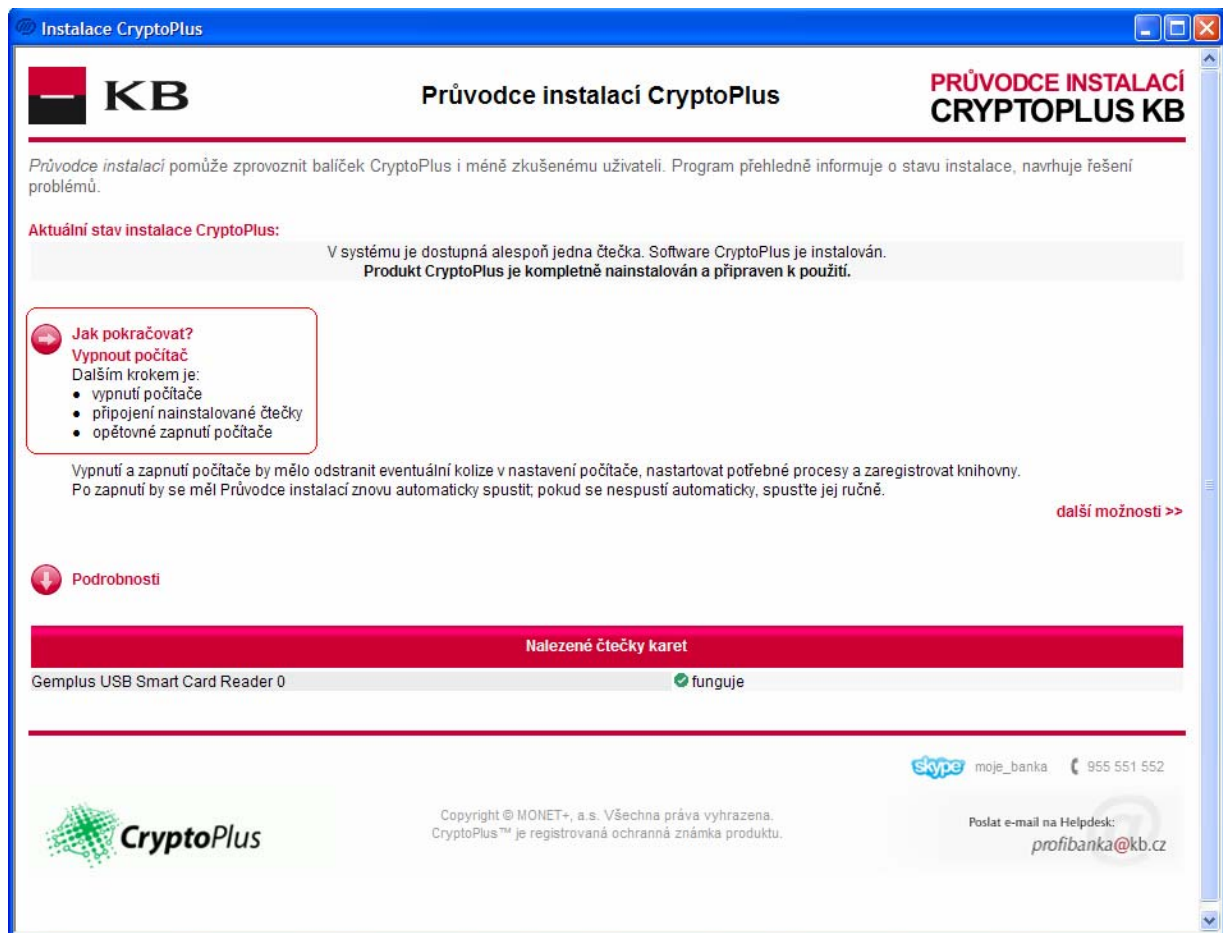 Instalace CryptoPlus
KB
Průvodce instalací CryptoPlus
PRŮVODCE INSTALACÍ
CRYPTOPLUS KB
Průvodce instalací pomůže zprovoznit balíček CryptoPlus i méně zkušenému uživateli. Program přehledně informuje o stavu instalace, navrhuje řešení
problémů.
Aktuální stav instalace CryptoPlus:
V systému je dostupná alespoň jedna čtečka. Software CryptoPlus je instalován.
Produkt CryptoPlus je kompletně nainstalován a připraven k použití.
Jak pokračovat?
Vypnout počítač
Dalším krokem je:
• vypnutí počítače
• připojení nainstalované čtečky
• opětovné zapnutí počítače
Vypnutí a zapnutí počítače by mělo odstranit eventuální kolize v nastavení počítače, nastartovat potřebné procesy a zaregistrovat knihovny.
Po zapnutí by se měl Průvodce instalací znovu automaticky spustit; pokud se nespustí automaticky, spusťte jej ručně.
další možnosti >>
Podrobnosti
Nalezené čtečky karet
Gemplus USB Smart Card Reader 0 funguje
skype moje_banka 955 551 552
CryptoPlus
Copyright © MONET+, a.s. Všechna práva vyhrazena.
CryptoPlus™ je registrovaná ochranná známka produktu.
Poslat e-mail na Helpdesk:
profibanka@kb.cz